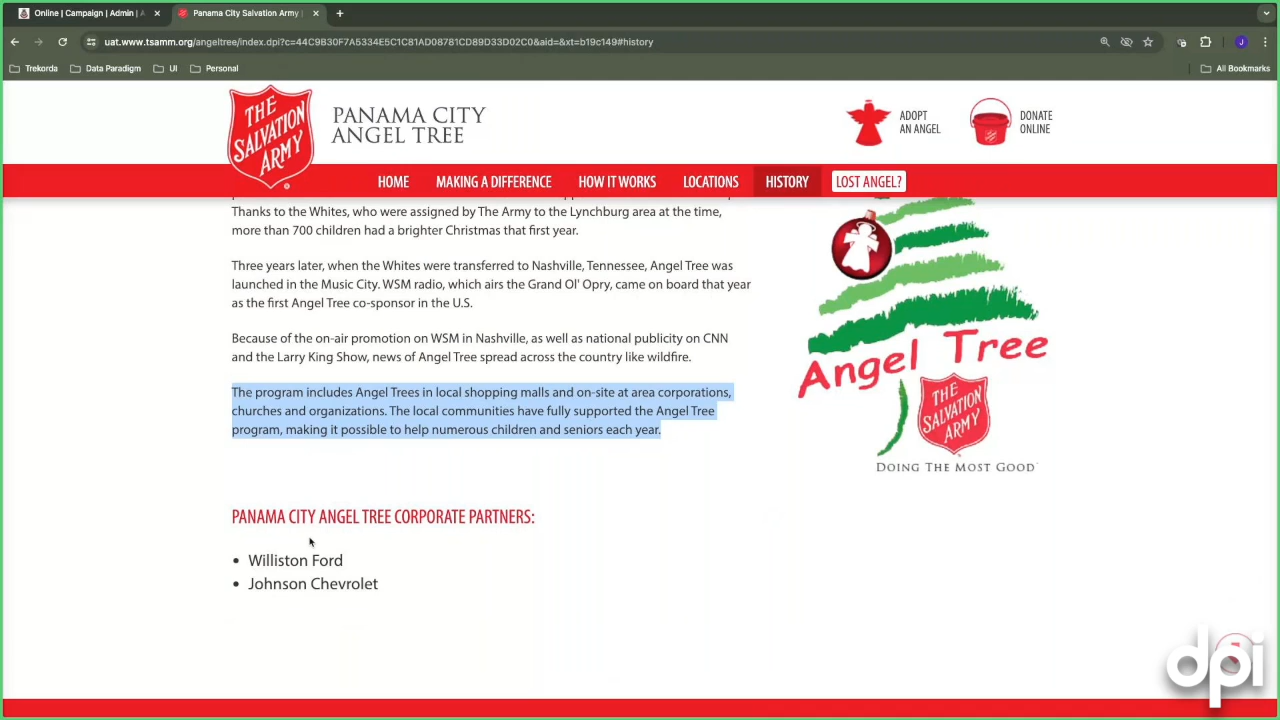 Online | Campaign | Admin | A
Panama City Salvation Army |
uat.www.tsamm.org/angeltree/index.dpi?c=44C9B30F7A5334E5C1C81AD08781CD89D33D02C0&aid=&xt=b19c149#history
J
Trekorda
Data Paradigm
UI
Personal
All Bookmarks
THE SALVATION ARMY
PANAMA CITY
ANGEL TREE
ADOPT
AN ANGEL
DONATE
ONLINE
HOME
MAKING A DIFFERENCE
HOW IT WORKS
LOCATIONS
HISTORY
LOST ANGEL?
Thanks to the Whites, who were assigned by The Army to the Lynchburg area at the time,
more than 700 children had a brighter Christmas that first year.
Three years later, when the Whites were transferred to Nashville, Tennessee, Angel Tree was
launched in the Music City. WSM radio, which airs the Grand Ol' Opry, came on board that year
as the first Angel Tree co-sponsor in the U.S.
Because of the on-air promotion on WSM in Nashville, as well as national publicity on CNN
and the Larry King Show, news of Angel Tree spread across the country like wildfire.
The program includes Angel Trees in local shopping malls and on-site at area corporations,
churches and organizations. The local communities have fully supported the Angel Tree
program, making it possible to help numerous children and seniors each year.
Angel Tree
THE SALVATION ARMY
DOING THE MOST GOOD
PANAMA CITY ANGEL TREE CORPORATE PARTNERS:
• Williston Ford
• Johnson Chevrolet
dpi